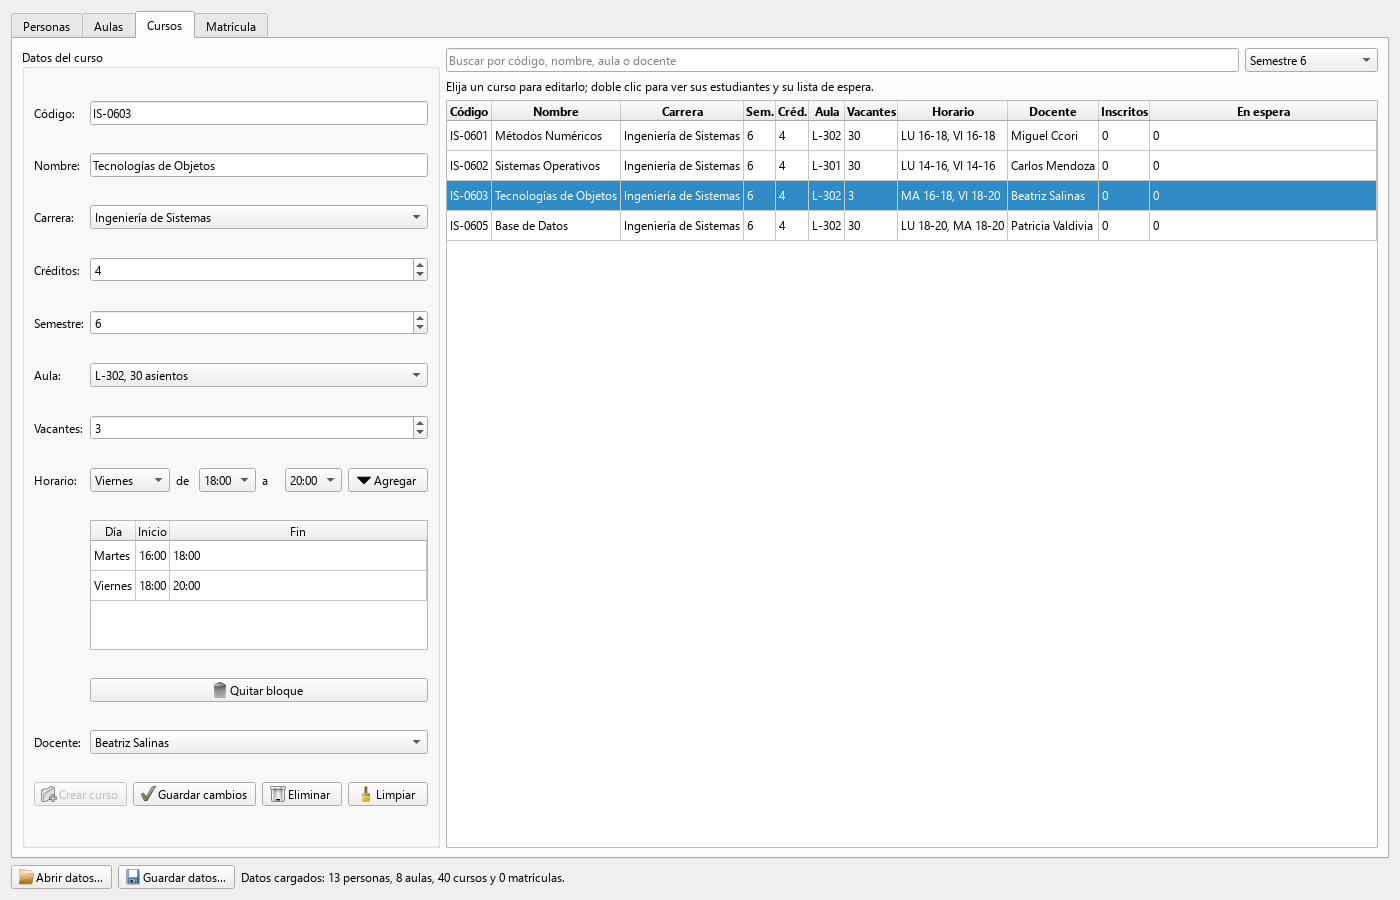 Personas Aulas Cursos Matrícula
Datos del curso
Código: IS-0603
Nombre: Tecnologías de Objetos
Carrera: Ingeniería de Sistemas
Créditos: 4
Semestre: 6
Aula: L-302, 30 asientos
Vacantes: 3
Horario: Viernes de 18:00 a 20:00 Agregar
Día Inicio Fin
Martes 16:00 18:00
Viernes 18:00 20:00
Quitar bloque
Docente: Beatriz Salinas
Crear curso Guardar cambios Eliminar Limpiar
Buscar por código, nombre, aula o docente Semestre 6
Elija un curso para editarlo; doble clic para ver sus estudiantes y su lista de espera.
Código Nombre Carrera Sem. Créd. Aula Vacantes Horario Docente Inscritos En espera
IS-0601 Métodos Numéricos Ingeniería de Sistemas 6 4 L-302 30 LU 16-18, VI 16-18 Miguel Ccori 0 0
IS-0602 Sistemas Operativos Ingeniería de Sistemas 6 4 L-301 30 LU 14-16, VI 14-16 Carlos Mendoza 0 0
IS-0603 Tecnologías de Objetos Ingeniería de Sistemas 6 4 L-302 3 MA 16-18, VI 18-20 Beatriz Salinas 0 0
IS-0605 Base de Datos Ingeniería de Sistemas 6 4 L-302 30 LU 18-20, MA 18-20 Patricia Valdivia 0 0
Abrir datos... Guardar datos... Datos cargados: 13 personas, 8 aulas, 40 cursos y 0 matrículas.